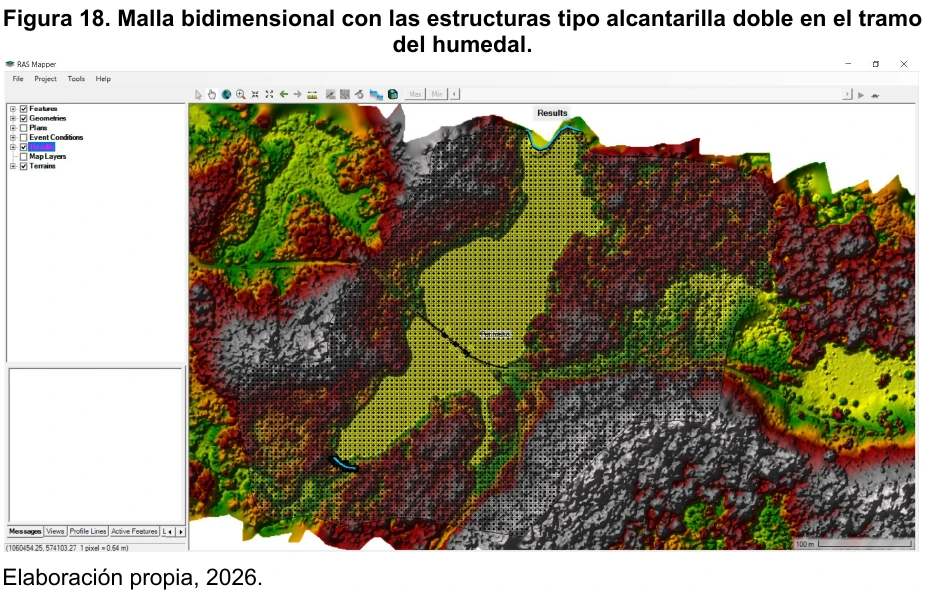 Figura 18. Malla bidimensional con las estructuras tipo alcantarilla doble en el tramo
del humedal.
RAS Mapper
File Project Tools Help
Max Min
Features
Geometries
Plans
Event Conditions
Results
Map Layers
Terrains
Results
Messages Views Profile Lines Active Features L
(1060454.25, 574103.27 1 pixel = 0.64 m)
100 m
Elaboración propia, 2026.